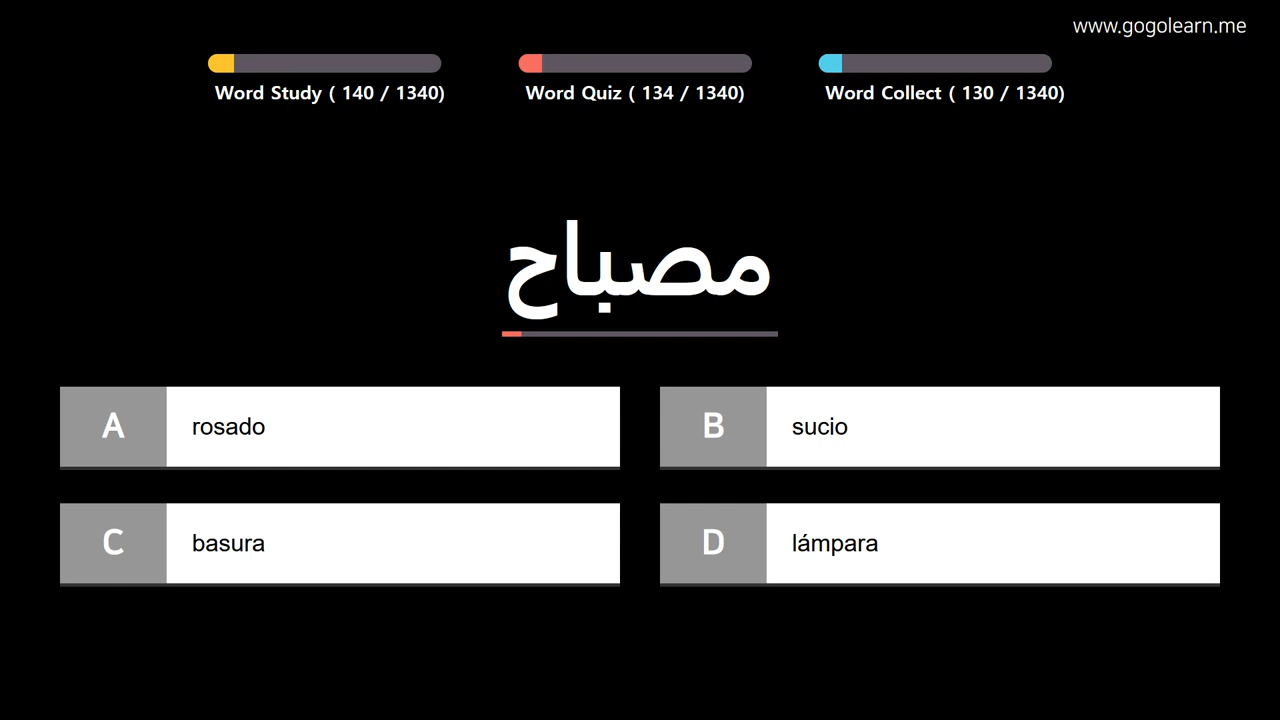 www.gogolearn.me
Word Study ( 140 / 1340)
Word Quiz ( 134 / 1340)
Word Collect ( 130 / 1340)
مصباح
A rosado
B sucio
C basura
D lámpara